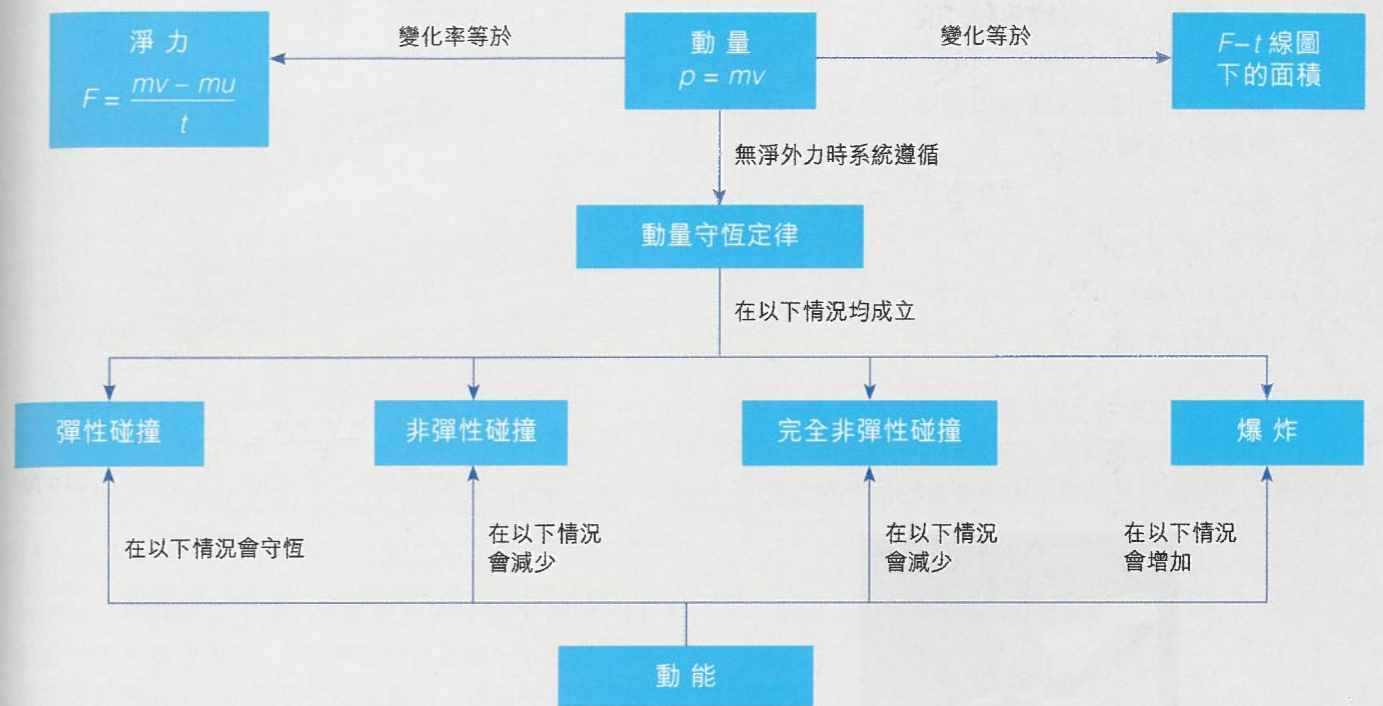 淨力
F = mv – mu / t
變化率等於
動量
p = mv
變化等於
F–t 線圖
下的面積
無淨外力時系統遵循
動量守恆定律
在以下情況均成立
彈性碰撞
非彈性碰撞
完全非彈性碰撞
爆炸
在以下情況會守恆
在以下情況
會減少
在以下情況
會減少
在以下情況
會增加
動能